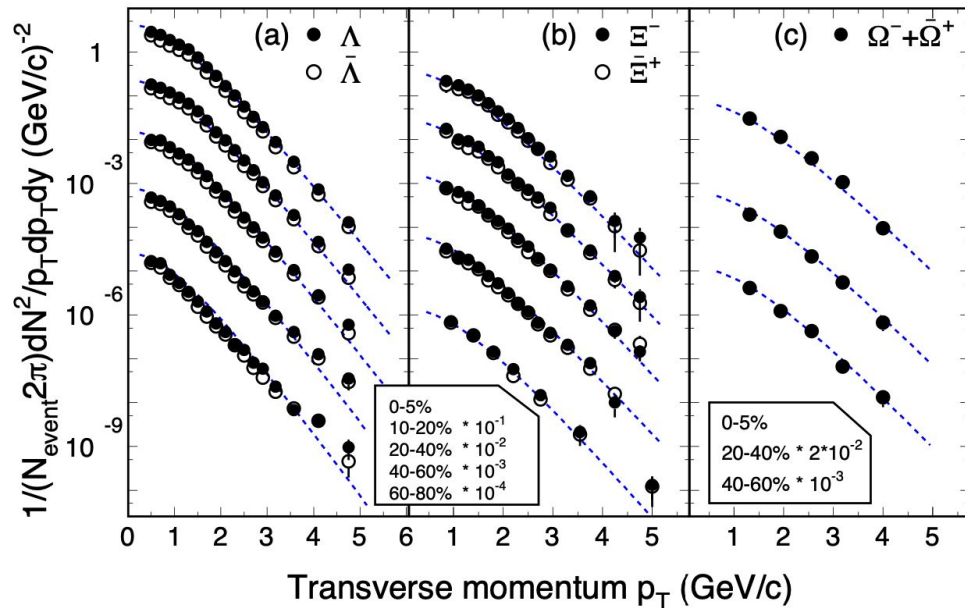 1/(N_event 2π)dN²/p_T dp_T dy (GeV/c)⁻²
1
10⁻³
10⁻⁶
10⁻⁹
(a) ● Λ
○ Λ̄
(b) ● Ξ⁻
○ Ξ̄⁺
(c) ● Ω⁻+Ω̄⁺
0-5%
10-20% * 10⁻¹
20-40% * 10⁻²
40-60% * 10⁻³
60-80% * 10⁻⁴
0-5%
20-40% * 2*10⁻²
40-60% * 10⁻³
0 1 2 3 4 5 6 0 1 2 3 4 5 0 1 2 3 4 5
Transverse momentum p_T (GeV/c)